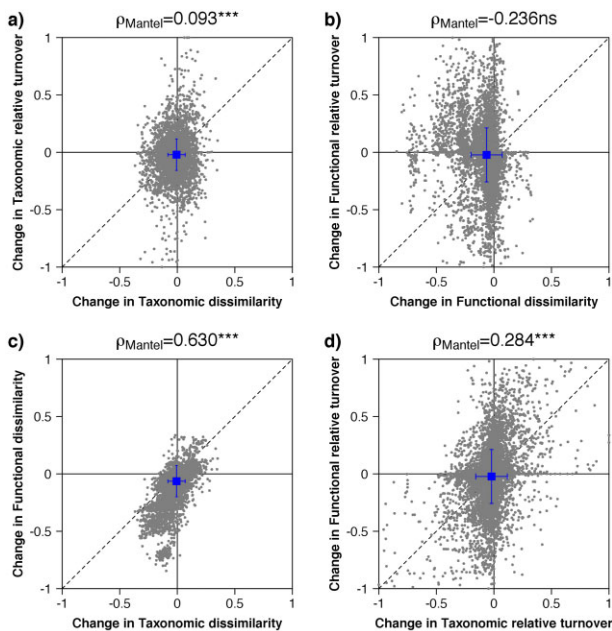 a) ρMantel=0.093***
Change in Taxonomic relative turnover
1
0.5
0
-0.5
-1
-1 -0.5 0 0.5 1
Change in Taxonomic dissimilarity
b) ρMantel=-0.236ns
Change in Functional relative turnover
1
0.5
0
-0.5
-1
-1 -0.5 0 0.5 1
Change in Functional dissimilarity
c) ρMantel=0.630***
Change in Functional dissimilarity
1
0.5
0
-0.5
-1
-1 -0.5 0 0.5 1
Change in Taxonomic dissimilarity
d) ρMantel=0.284***
Change in Functional relative turnover
1
0.5
0
-0.5
-1
-1 -0.5 0 0.5 1
Change in Taxonomic relative turnover